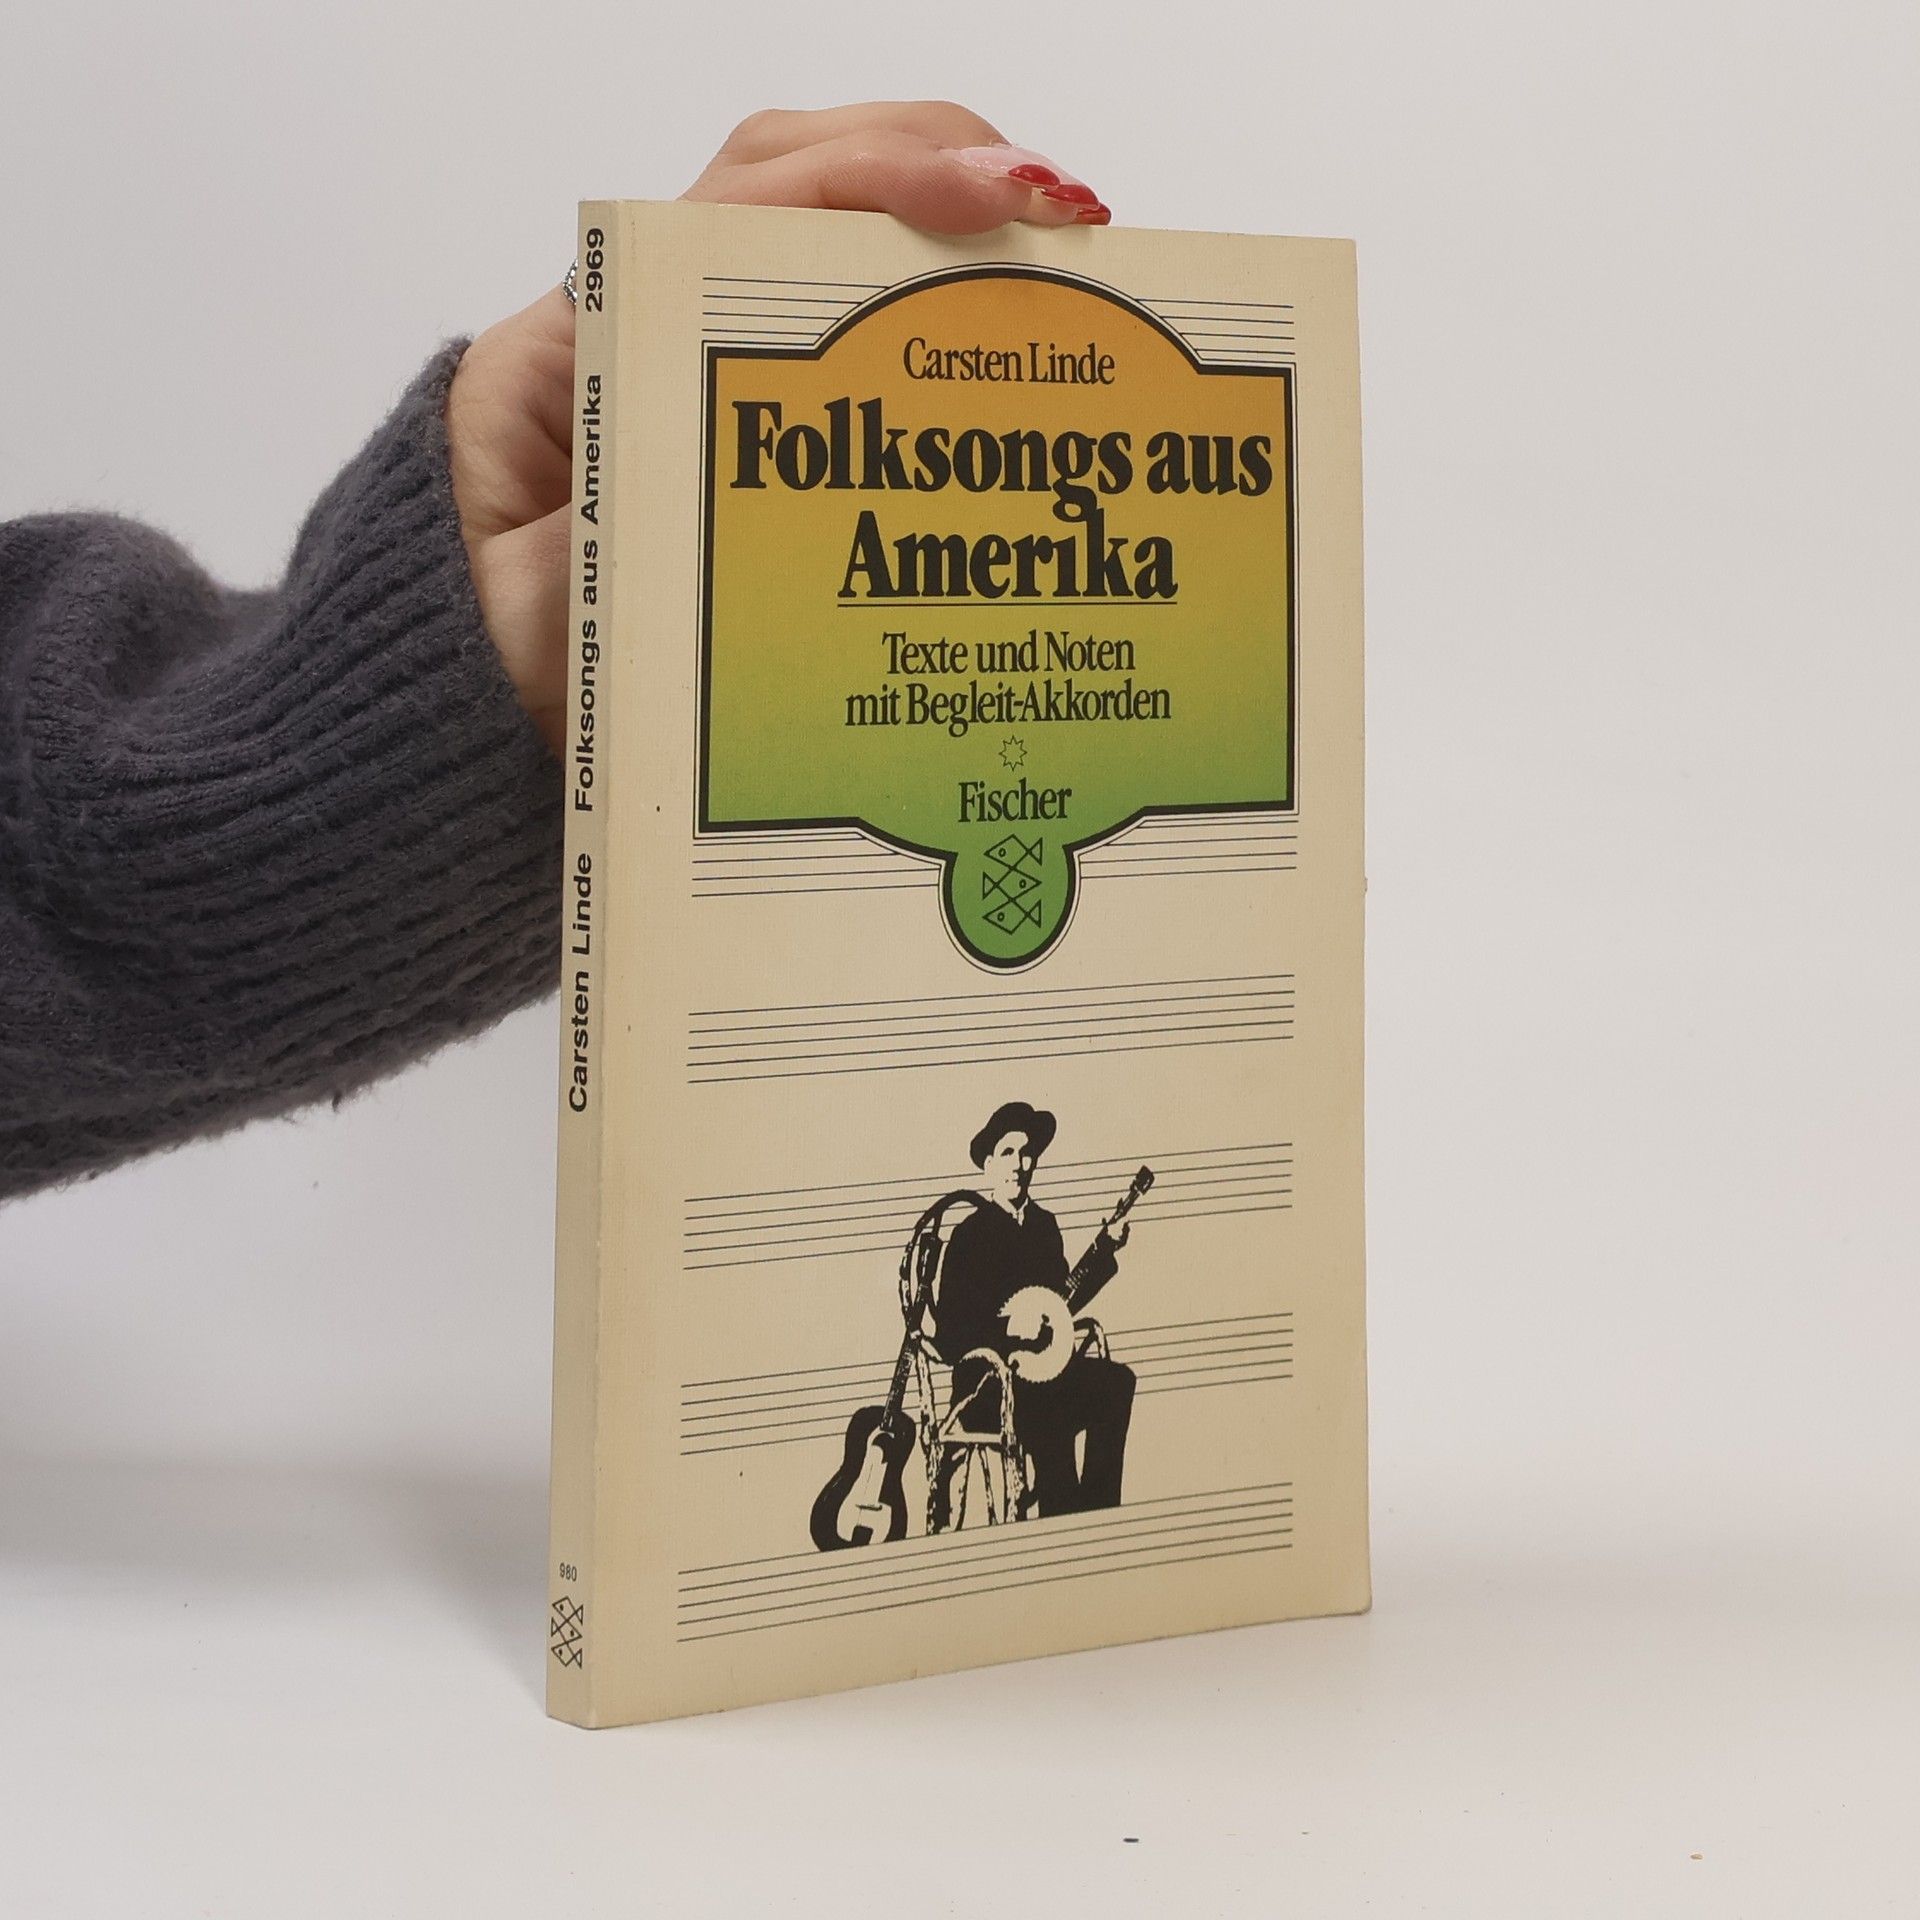 Carsten Linde
Folksongs aus
Amerika
Texte und Noten
mit Begleit-Akkorden
Fischer
Carsten Linde Folksongs aus Amerika 2969
980